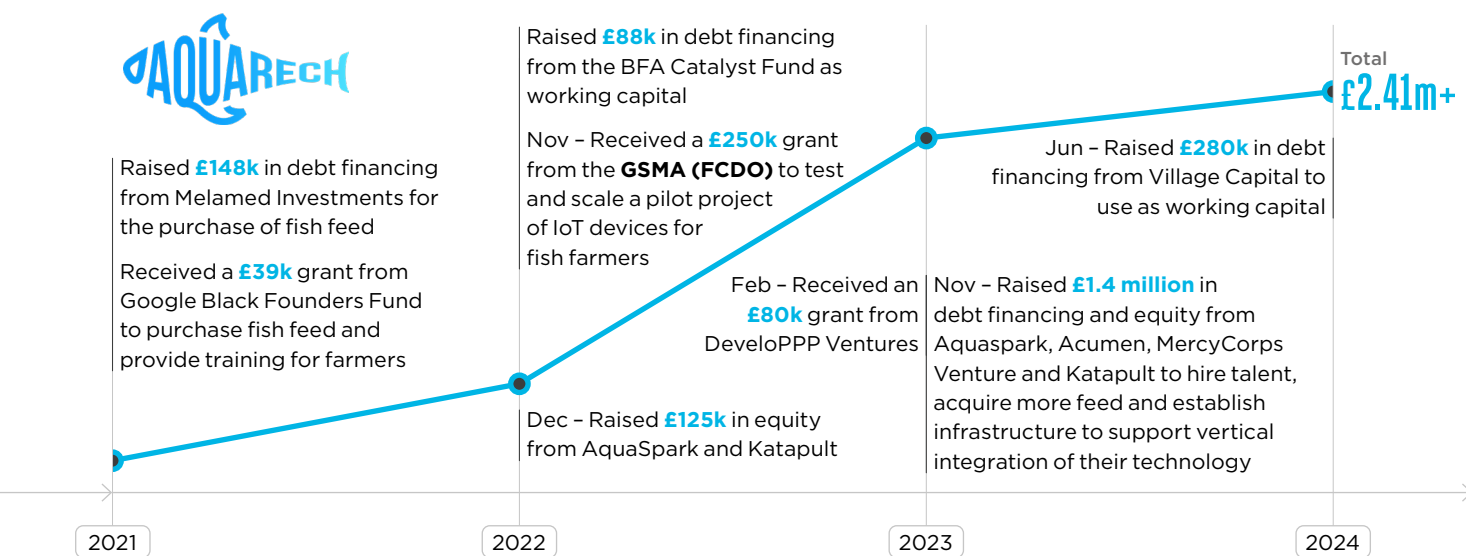 AQUARECH
Raised £148k in debt financing
from Melamed Investments for
the purchase of fish feed
Received a £39k grant from
Google Black Founders Fund
to purchase fish feed and
provide training for farmers
Raised £88k in debt financing
from the BFA Catalyst Fund as
working capital
Nov – Received a £250k grant
from the GSMA (FCDO) to test
and scale a pilot project
of IoT devices for
fish farmers
Dec – Raised £125k in equity
from AquaSpark and Katapult
Feb – Received an
£80k grant from
DeveloPPP Ventures
Nov – Raised £1.4 million in
debt financing and equity from
Aquaspark, Acumen, MercyCorps
Venture and Katapult to hire talent,
acquire more feed and establish
infrastructure to support vertical
integration of their technology
Jun – Raised £280k in debt
financing from Village Capital to
use as working capital
Total
£2.41m+
2021
2022
2023
2024